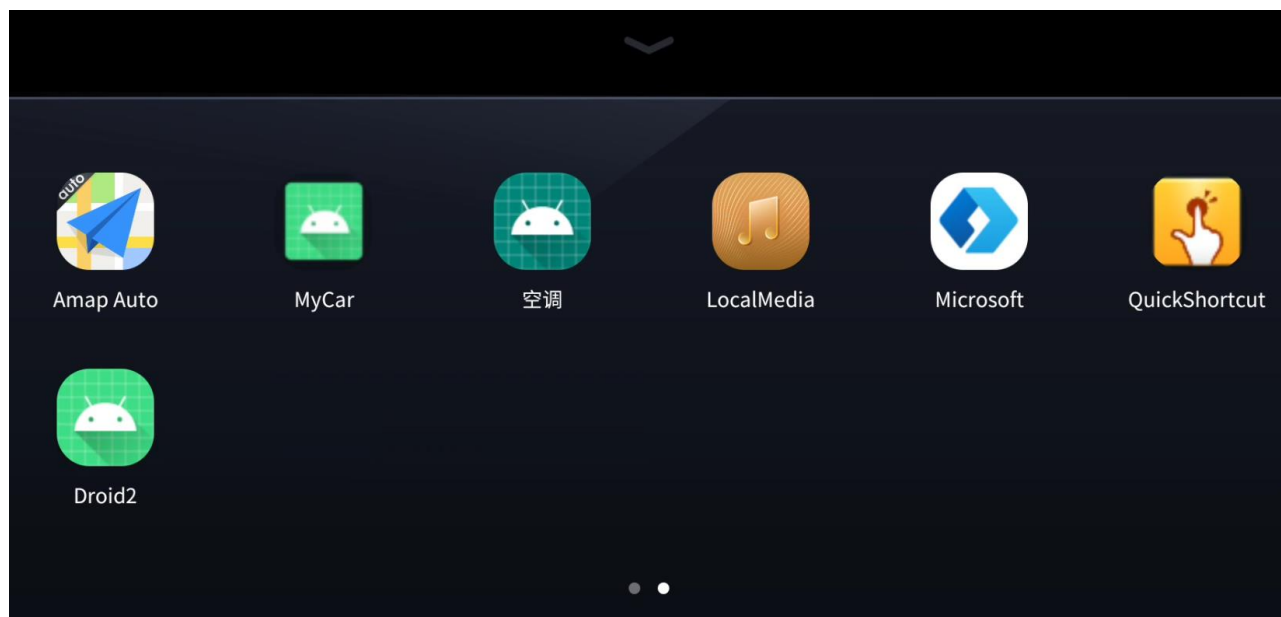 auto
Amap Auto
MyCar
空调
LocalMedia
Microsoft
QuickShortcut
Droid2